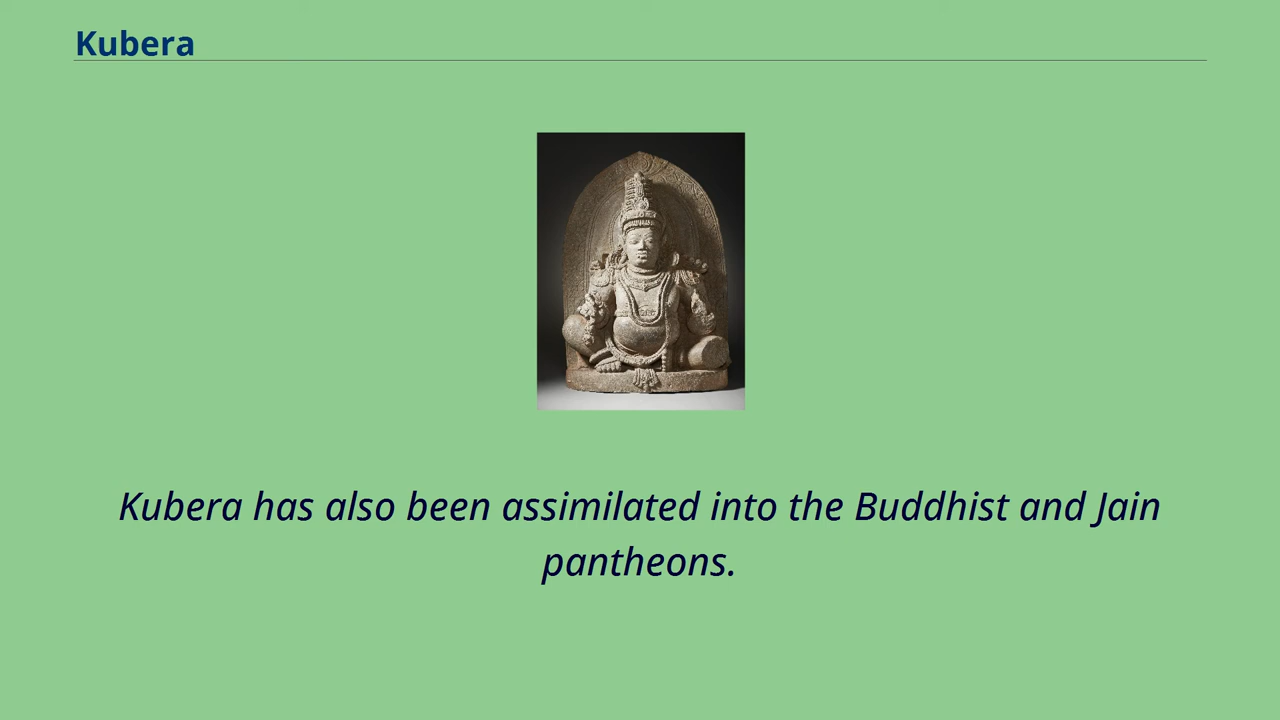 Kubera
Kubera has also been assimilated into the Buddhist and Jain
pantheons.